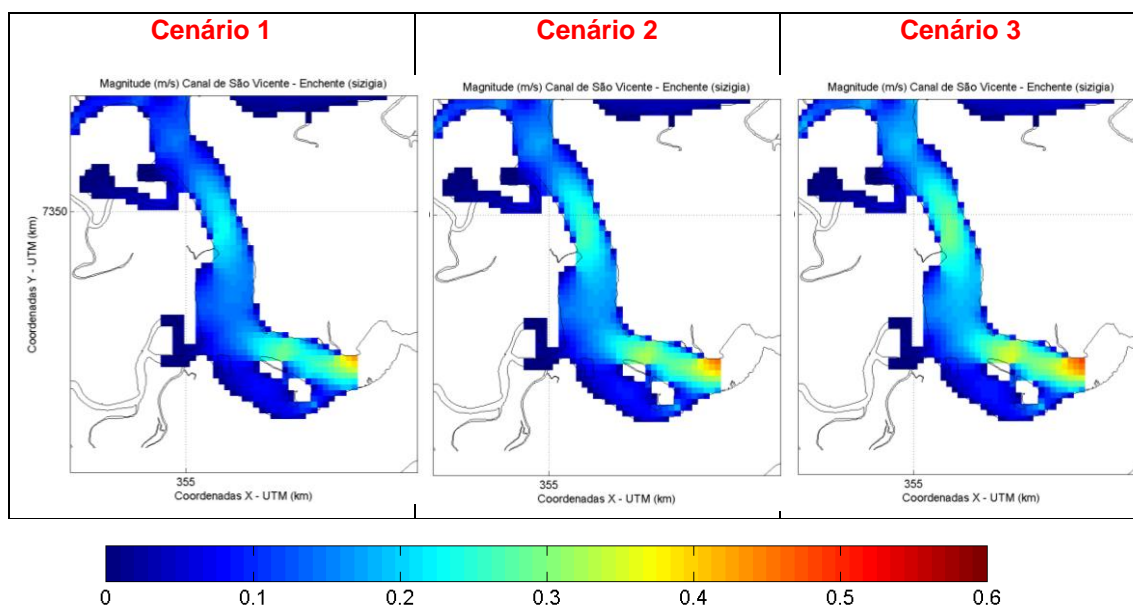 Cenário 1
Cenário 2
Cenário 3
Magnitude (m/s) Canal de São Vicente - Enchente (sizigia)
Magnitude (m/s) Canal de São Vicente - Enchente (sizigia)
Magnitude (m/s) Canal de São Vicente - Enchente (sizigia)
Coordenadas Y - UTM (km)
7350
355
355
355
Coordenadas X - UTM (km)
Coordenadas X - UTM (km)
Coordenadas X - UTM (km)
0 0.1 0.2 0.3 0.4 0.5 0.6